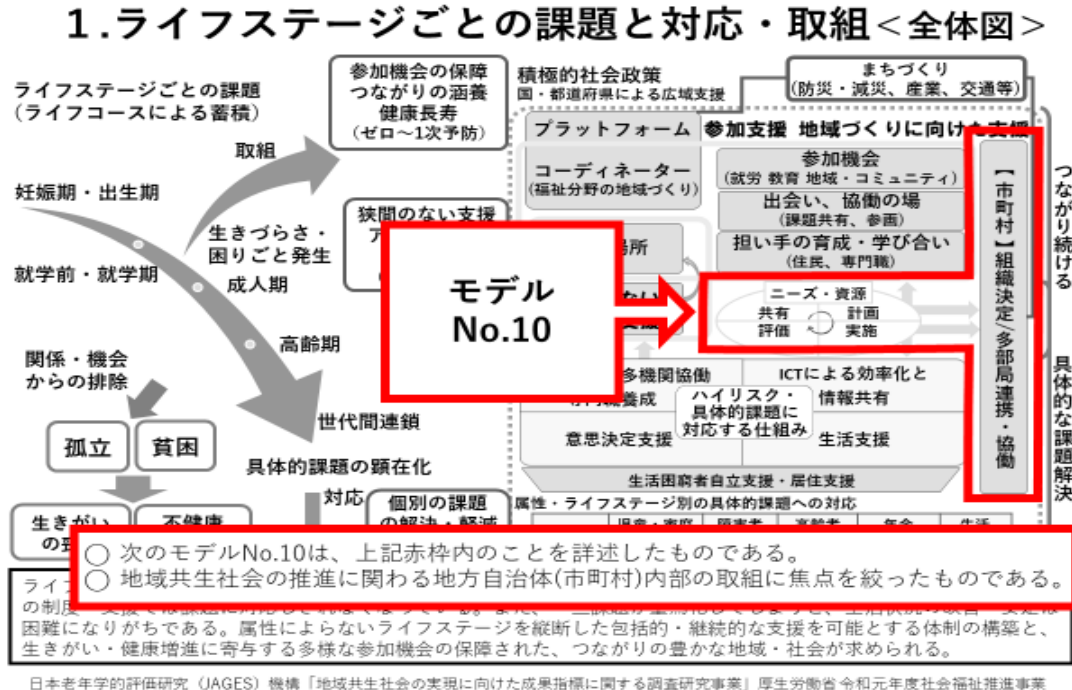 1.ライフステージごとの課題と対応・取組<全体図>
ライフステージごとの課題
(ライフコースによる蓄積)
参加機会の保障
つながりの涵養
健康長寿
(ゼロ～1次予防)
取組
妊娠期・出生期
生きづらさ・
困りごと発生
就学前・就学期
成人期
高齢期
関係・機会
からの排除
孤立
貧困
世代間連鎖
具体的課題の顕在化
対応
個別の課題
の解決・軽減
生きがい
不健康
狭間のない支援
積極的社会政策
国・都道府県による広域支援
まちづくり
(防災・減災、産業、交通等)
プラットフォーム
参加支援 地域づくりに向けた支援
コーディネーター
(福祉分野の地域づくり)
参加機会
(就労 教育 地域・コミュニティ)
出会い、協働の場
(課題共有、参画)
担い手の育成・学び合い
(住民、専門職)
ニーズ・資源
共有
計画
評価
実施
【市町村】組織決定/多部局連携・協働
つながり続ける
具体的な課題解決
モデル
No.10
多機関協働
ICTによる効率化と
情報共有
ハイリスク・
具体的課題に
対応する仕組み
意思決定支援
生活支援
生活困窮者自立支援・居住支援
属性・ライフステージ別の具体的課題への対応
○ 次のモデルNo.10は、上記赤枠内のことを詳述したものである。
○ 地域共生社会の推進に関わる地方自治体(市町村)内部の取組に焦点を絞ったものである。
困難になりがちである。属性によらないライフステージを縦断した包括的・継続的な支援を可能とする体制の構築と、
生きがい・健康増進に寄与する多様な参加機会の保障された、つながりの豊かな地域・社会が求められる。
日本老年学的評価研究（JAGES）機構「地域共生社会の実現に向けた成果指標に関する調査研究事業」厚生労働省令和元年度社会福祉推進事業